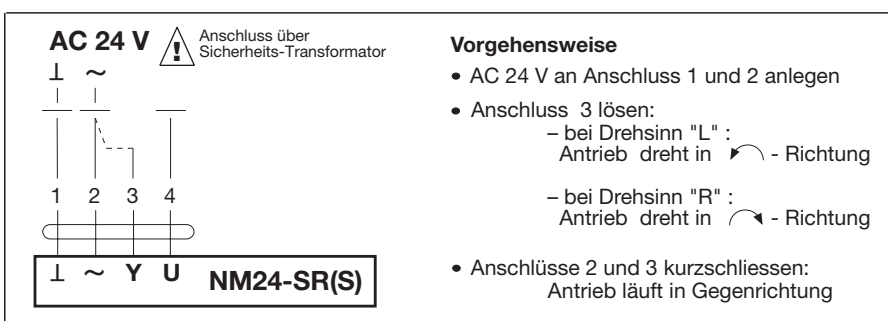 AC 24 V
Anschluss über
Sicherheits-Transformator
⊥ ~
1 2 3 4
⊥ ~ Y U NM24-SR(S)
Vorgehensweise
• AC 24 V an Anschluss 1 und 2 anlegen
• Anschluss 3 lösen:
– bei Drehsinn "L" :
Antrieb dreht in ↶ - Richtung
– bei Drehsinn "R" :
Antrieb dreht in ↷ - Richtung
• Anschlüsse 2 und 3 kurzschliessen:
Antrieb läuft in Gegenrichtung